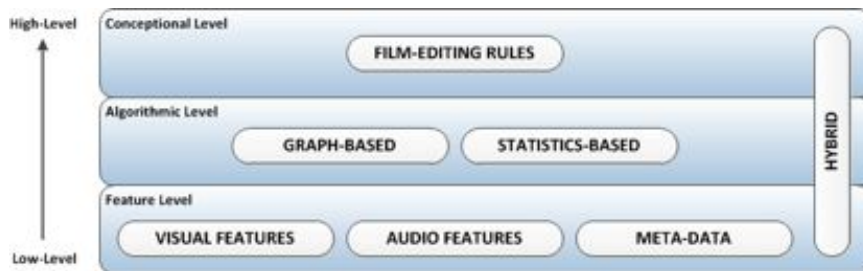 High-Level
Conceptional Level
FILM-EDITING RULES
Algorithmic Level
GRAPH-BASED
STATISTICS-BASED
HYBRID
Feature Level
VISUAL FEATURES
AUDIO FEATURES
META-DATA
Low-Level